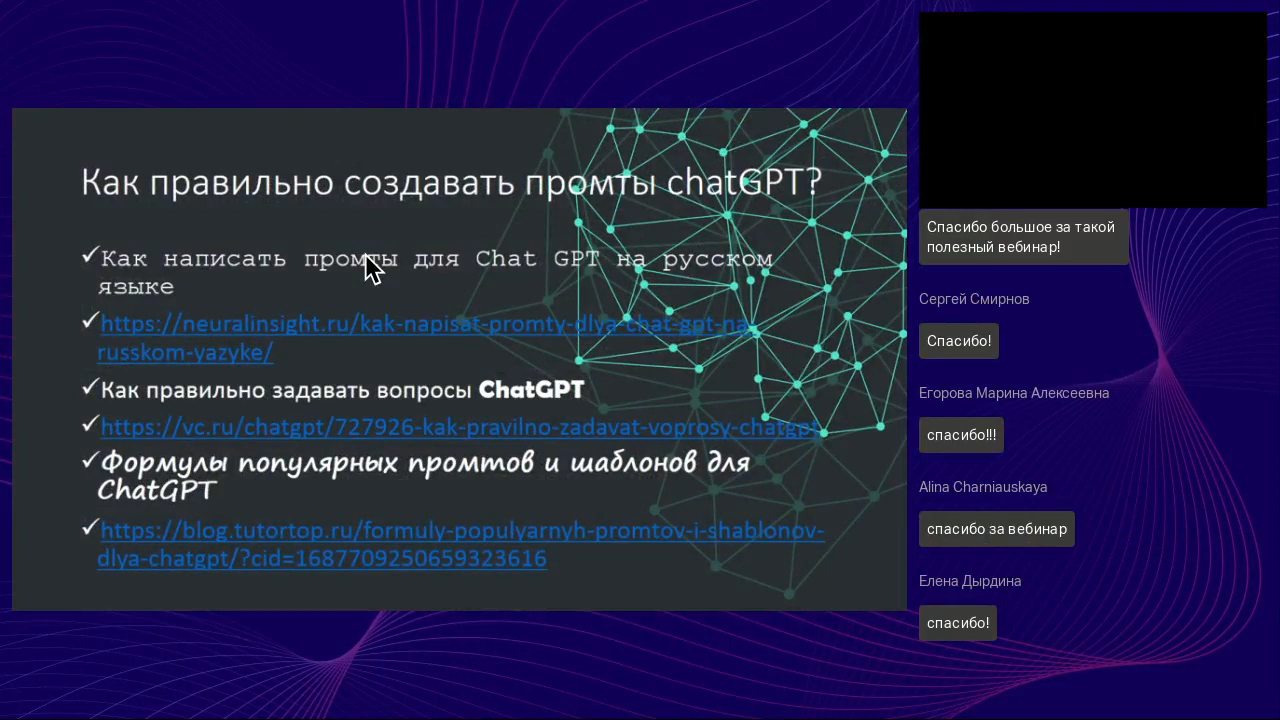 Как правильно создавать промты chatGPT?
✓Как написать промты для Chat GPT на русском
языке
✓https://neuralinsight.ru/kak-napisat-promty-dlya-chat-gpt-na-
russkom-yazyke/
✓Как правильно задавать вопросы ChatGPT
✓https://vc.ru/chatgpt/727926-kak-pravilno-zadavat-voprosy-chatgpt
✓Формулы популярных промтов и шаблонов для
ChatGPT
✓https://blog.tutortop.ru/formuly-populyarnyh-promtov-i-shablonov-
dlya-chatgpt/?cid=1687709250659323616
Спасибо большое за такой
полезный вебинар!
Сергей Смирнов
Спасибо!
Егорова Марина Алексеевна
спасибо!!!
Alina Charniauskaya
спасибо за вебинар
Елена Дырдина
спасибо!